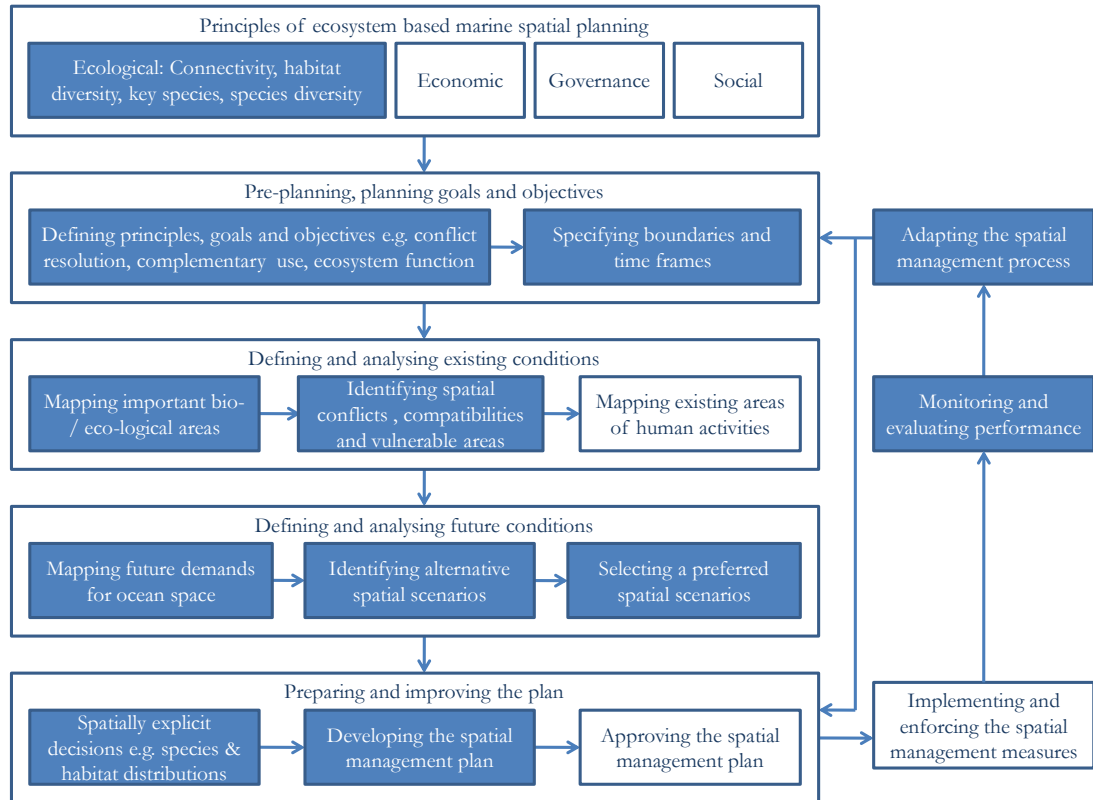 Principles of ecosystem based marine spatial planning
Ecological: Connectivity, habitat
diversity, key species, species diversity
Economic
Governance
Social
Pre-planning, planning goals and objectives
Defining principles, goals and objectives e.g. conflict
resolution, complementary use, ecosystem function
Specifying boundaries and
time frames
Adapting the spatial
management process
Defining and analysing existing conditions
Mapping important bio-
/ eco-logical areas
Identifying spatial
conflicts , compatibilities
and vulnerable areas
Mapping existing areas
of human activities
Monitoring and
evaluating performance
Defining and analysing future conditions
Mapping future demands
for ocean space
Identifying alternative
spatial scenarios
Selecting a preferred
spatial scenarios
Preparing and improving the plan
Spatially explicit
decisions e.g. species &
habitat distributions
Developing the spatial
management plan
Approving the spatial
management plan
Implementing and
enforcing the spatial
management measures